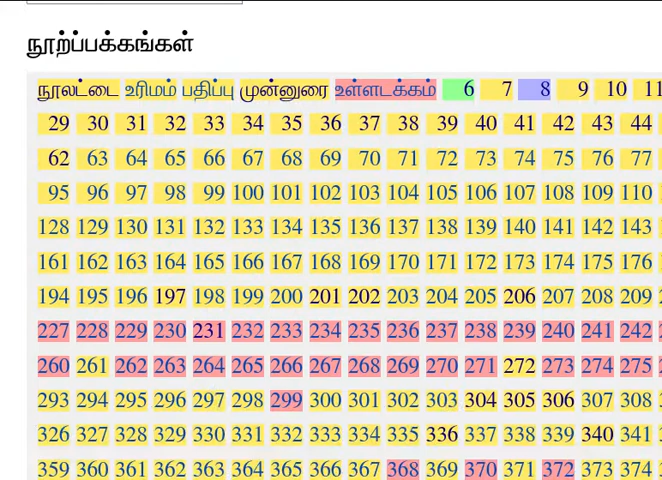 நூற்ப்பக்கங்கள்
நூலட்டை உரிமம் பதிப்பு முன்னுரை உள்ளடக்கம் 6 7 8 9 10 11
29 30 31 32 33 34 35 36 37 38 39 40 41 42 43 44
62 63 64 65 66 67 68 69 70 71 72 73 74 75 76 77
95 96 97 98 99 100 101 102 103 104 105 106 107 108 109 110
128 129 130 131 132 133 134 135 136 137 138 139 140 141 142 143
161 162 163 164 165 166 167 168 169 170 171 172 173 174 175 176
194 195 196 197 198 199 200 201 202 203 204 205 206 207 208 209
227 228 229 230 231 232 233 234 235 236 237 238 239 240 241 242
260 261 262 263 264 265 266 267 268 269 270 271 272 273 274 275
293 294 295 296 297 298 299 300 301 302 303 304 305 306 307 308
326 327 328 329 330 331 332 333 334 335 336 337 338 339 340 341
359 360 361 362 363 364 365 366 367 368 369 370 371 372 373 374